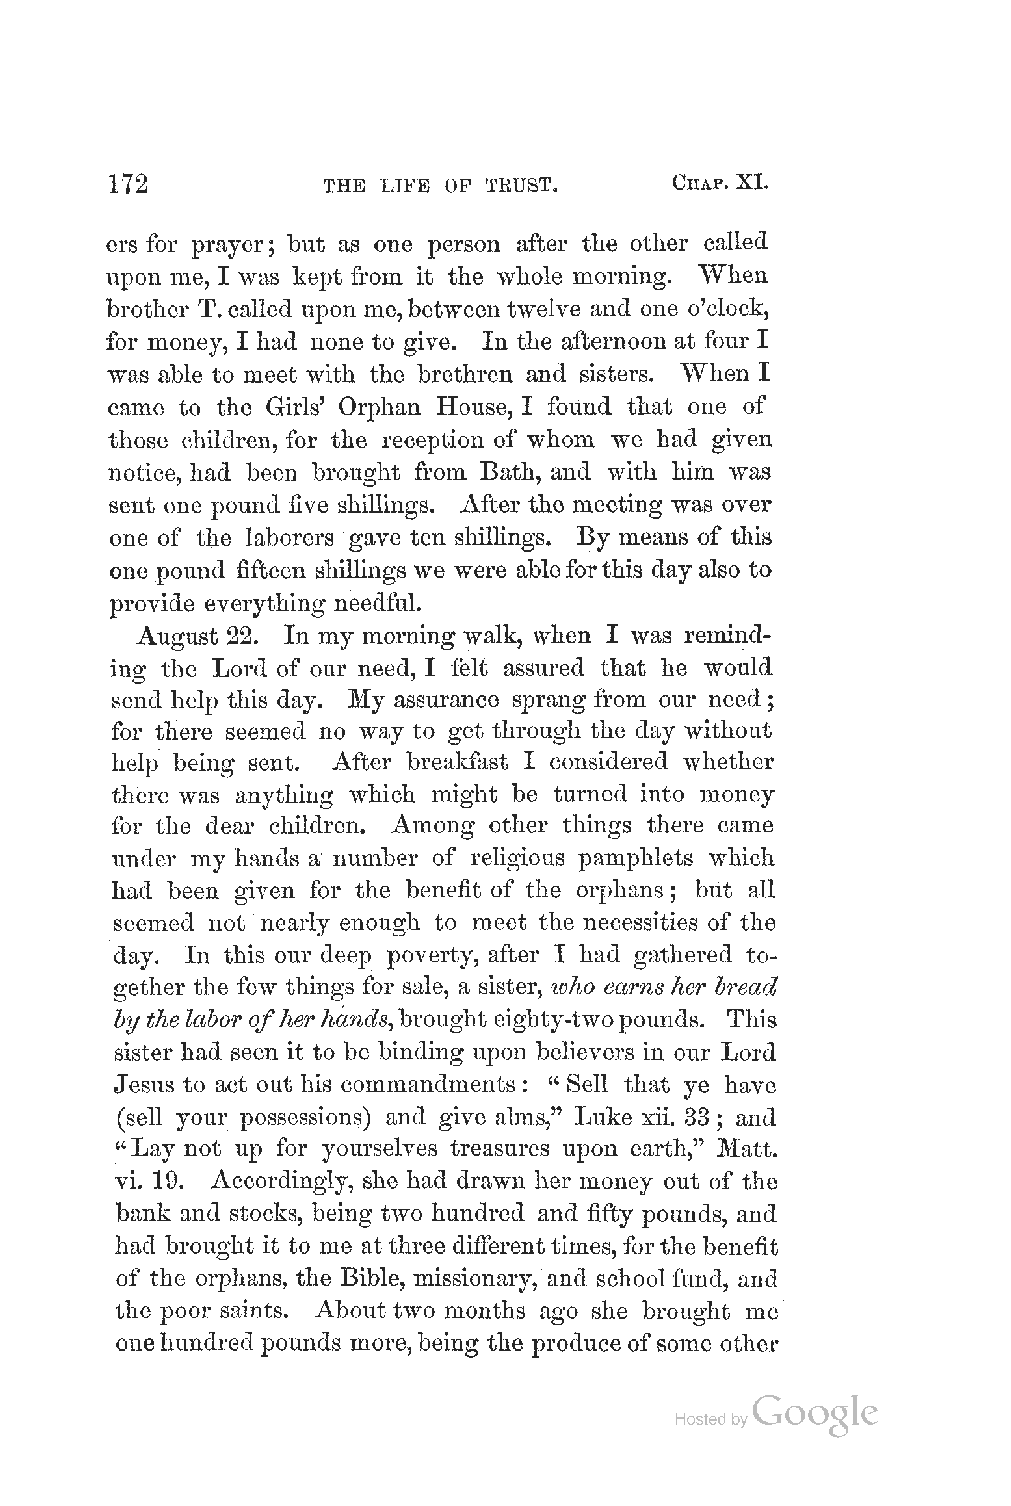 172 THE LIFE OF TRUST. CHAP. XI.
ers for prayer; but as one person after the other called
upon me, I was kept from it the whole morning. When
brother T. called upon me, between twelve and one o'clock,
for money, I had none to give. In the afternoon at four I
was able to meet with the brethren and sisters. When I
came to the Girls' Orphan House, I found that one of
those children, for the reception of whom we had given
notice, had been brought from Bath, and with him was
sent one pound five shillings. After the meeting was over
one of the laborers gave ten shillings. By means of this
one pound fifteen shillings we were able for this day also to
provide everything needful.
August 22. In my morning walk, when I was remind-
ing the Lord of our need, I felt assured that he would
send help this day. My assurance sprang from our need;
for there seemed no way to get through the day without
help being sent. After breakfast I considered whether
there was anything which might be turned into money
for the dear children. Among other things there came
under my hands a number of religious pamphlets which
had been given for the benefit of the orphans; but all
seemed not nearly enough to meet the necessities of the
day. In this our deep poverty, after I had gathered to-
gether the few things for sale, a sister, who earns her bread
by the labor of her hands, brought eighty-two pounds. This
sister had seen it to be binding upon believers in our Lord
Jesus to act out his commandments: "Sell that ye have
(sell your possessions) and give alms," Luke xii. 33; and
"Lay not up for yourselves treasures upon earth," Matt.
vi. 19. Accordingly, she had drawn her money out of the
bank and stocks, being two hundred and fifty pounds, and
had brought it to me at three different times, for the benefit
of the orphans, the Bible, missionary, and school fund, and
the poor saints. About two months ago she brought me
one hundred pounds more, being the produce of some other
Hosted by Google